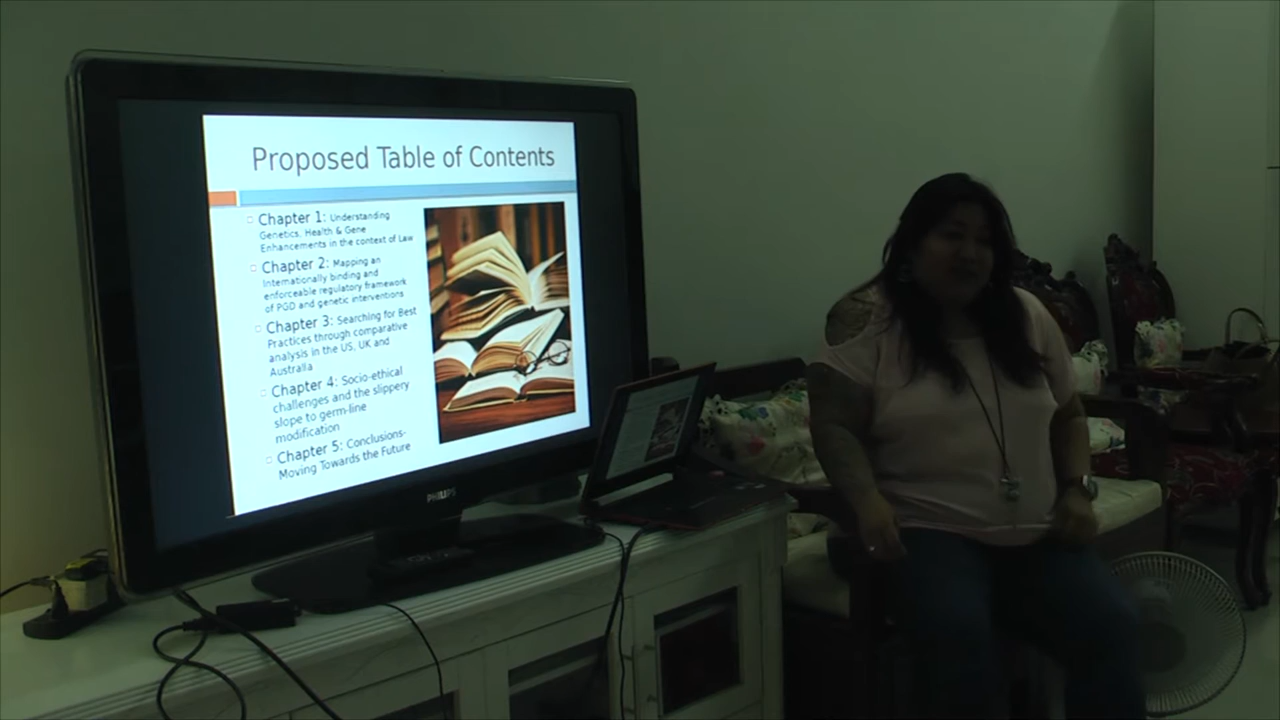 Proposed Table of Contents
Chapter 1: Understanding
Genetics, Health & Gene
Enhancements in the context of Law
Chapter 2: Mapping an
Internationally binding and
enforceable regulatory framework
of PGD and genetic interventions
Chapter 3: Searching for Best
Practices through comparative
analysis in the US, UK and
Australia
Chapter 4: Socio-ethical
challenges and the slippery
slope to germ-line
modification
Chapter 5: Conclusions-
Moving Towards the Future
PHILIPS